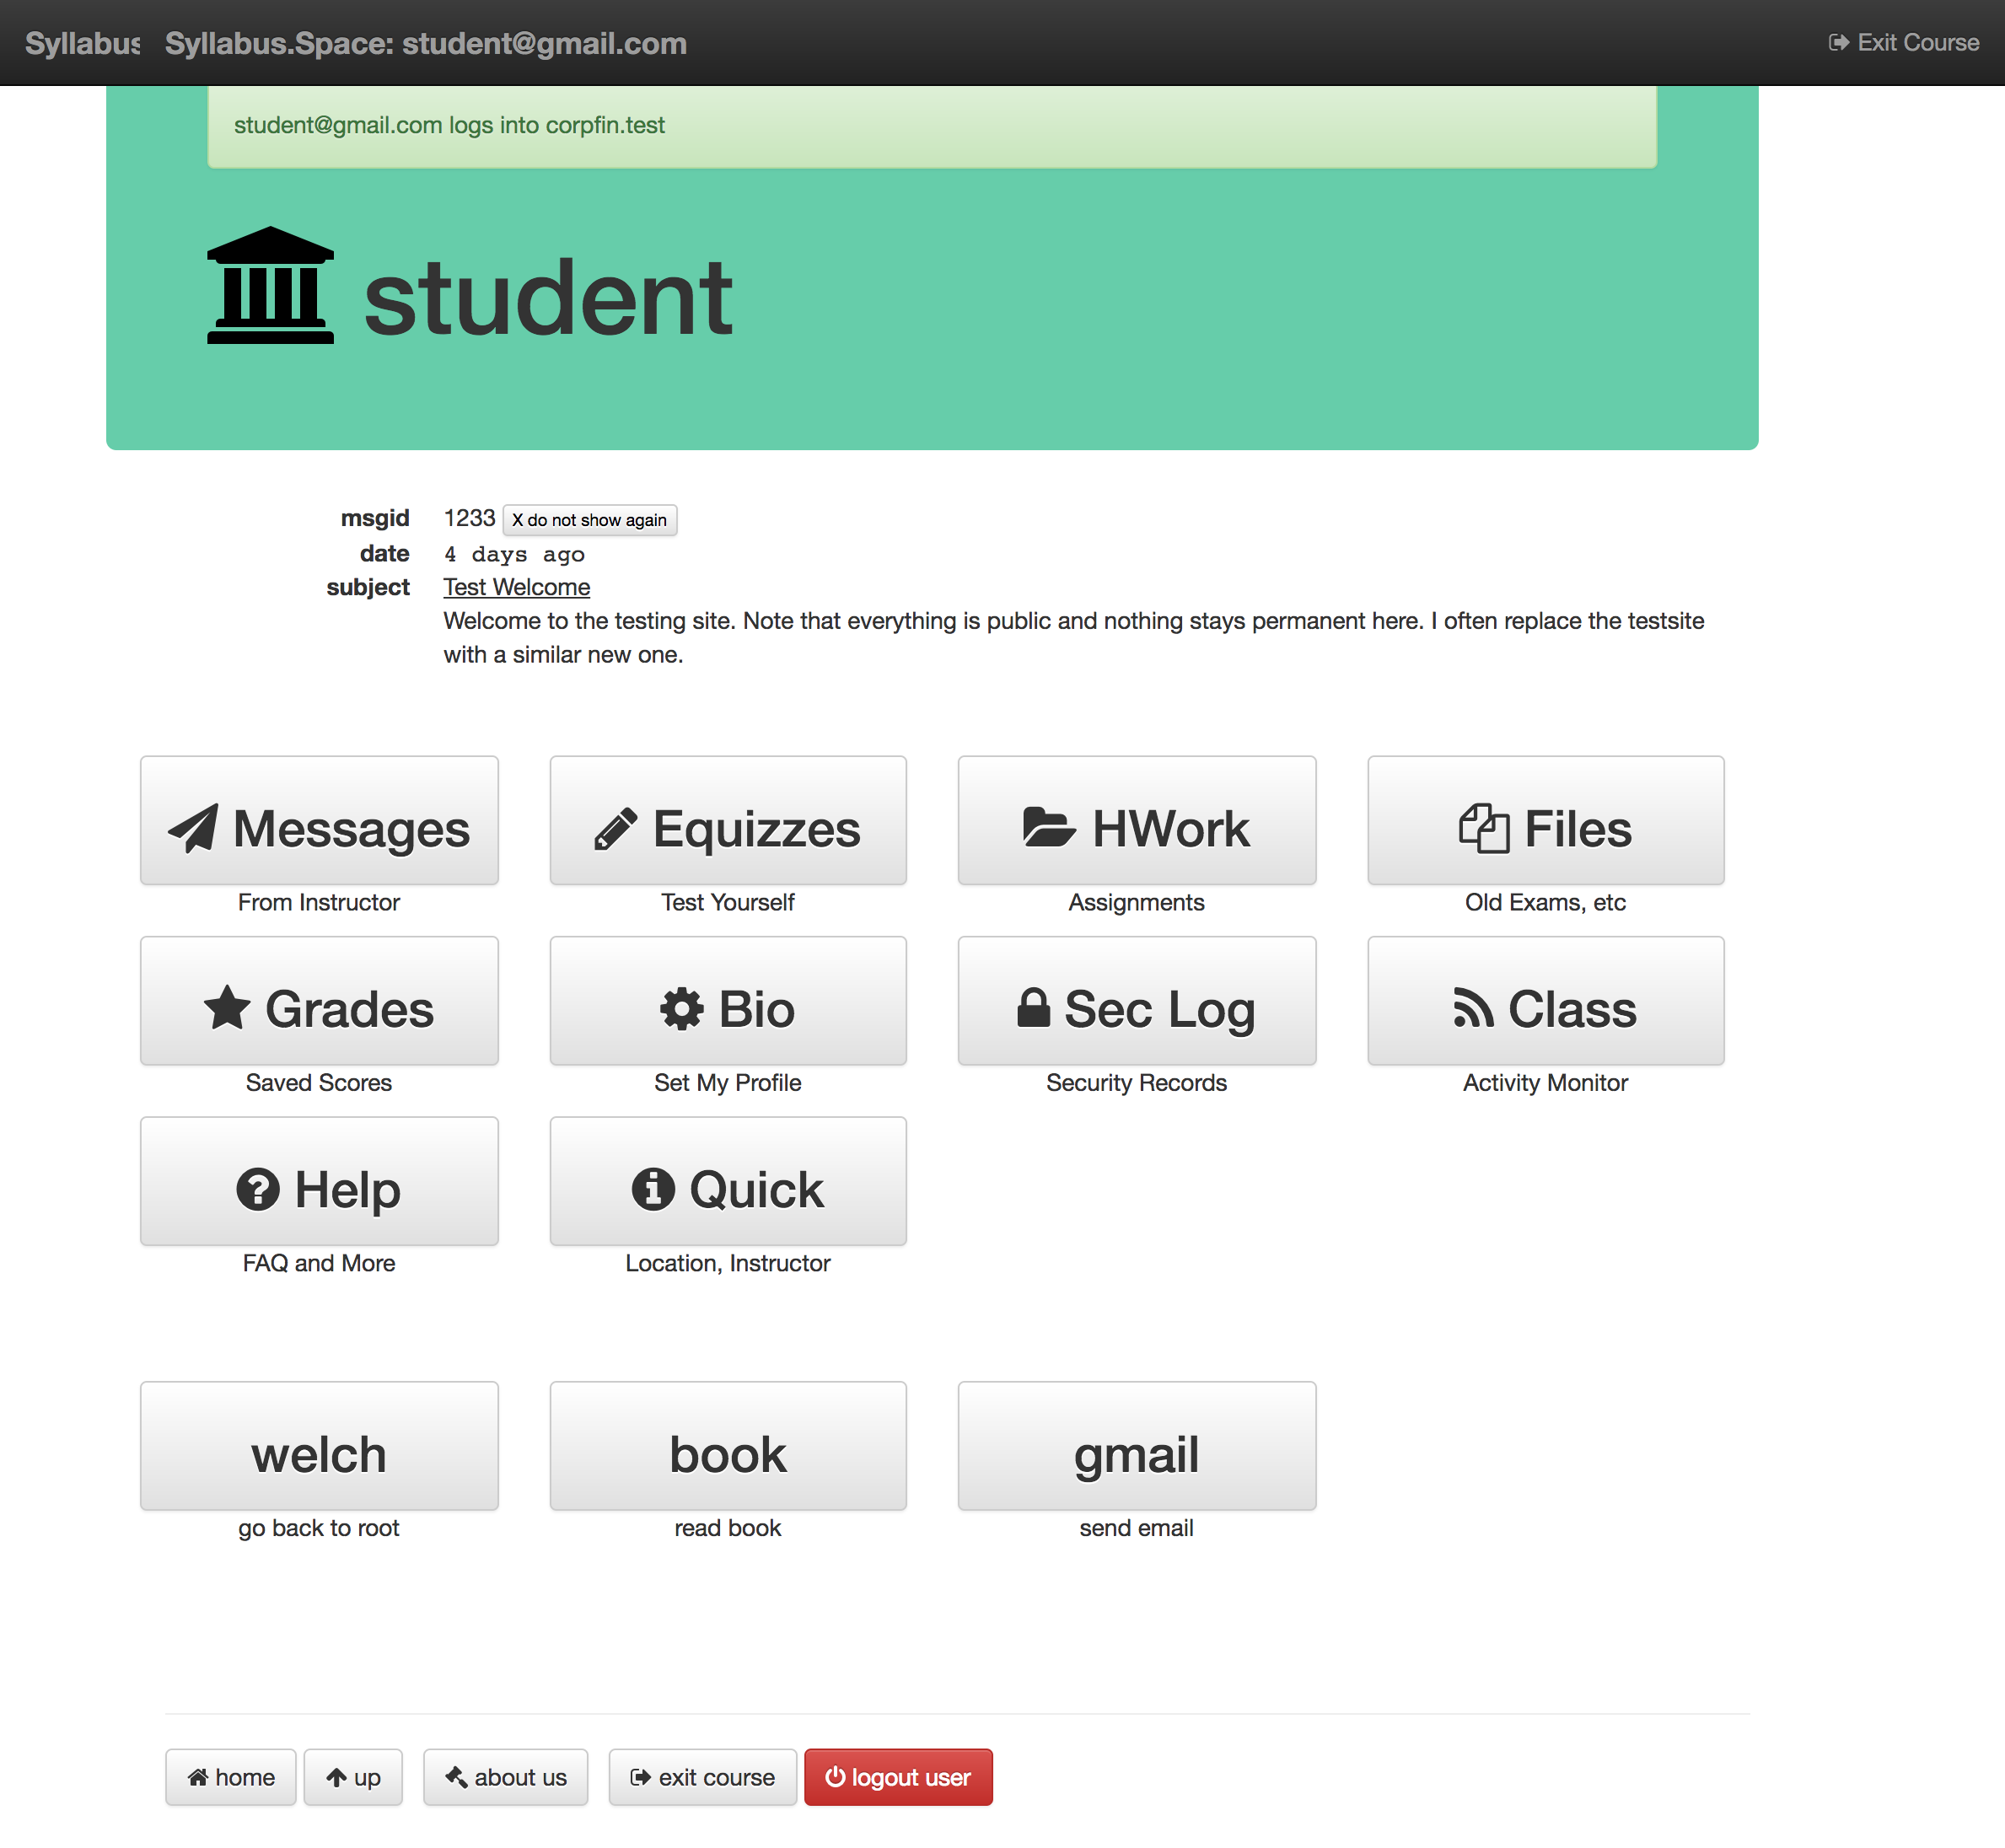 Syllabus Syllabus.Space: student@gmail.com Exit Course
student@gmail.com logs into corpfin.test
student
msgid 1233 X do not show again
date 4 days ago
subject Test Welcome
Welcome to the testing site. Note that everything is public and nothing stays permanent here. I often replace the testsite
with a similar new one.
Messages Equizzes HWork Files
From Instructor Test Yourself Assignments Old Exams, etc
Grades Bio Sec Log Class
Saved Scores Set My Profile Security Records Activity Monitor
Help Quick
FAQ and More Location, Instructor
welch book gmail
go back to root read book send email
home up about us exit course logout user